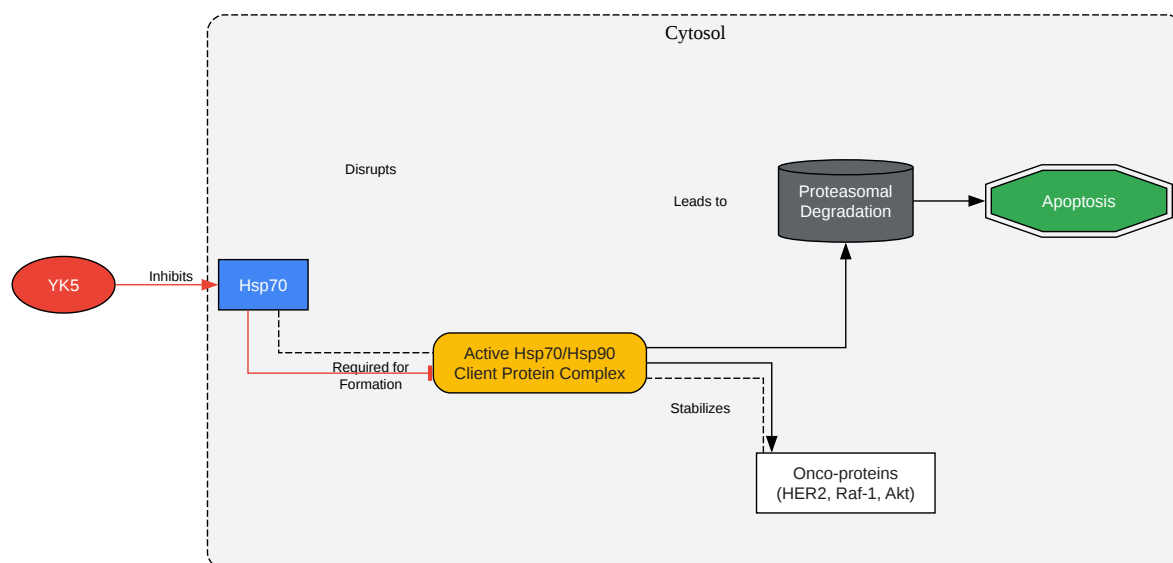 Cytosol
Disrupts
Leads to
Proteasomal
Degradation
Apoptosis
YK5
Inhibits
Hsp70
Active Hsp70/Hsp90
Client Protein Complex
Required for
Formation
Stabilizes
Onco-proteins
(HER2, Raf-1, Akt)